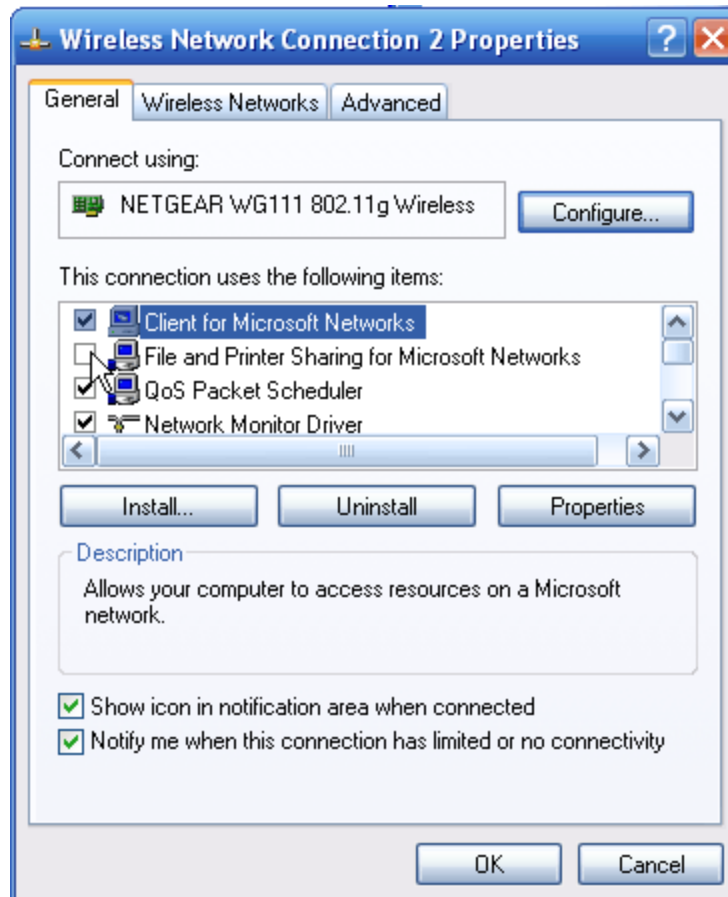 Wireless Network Connection 2 Properties
General Wireless Networks Advanced
Connect using:
NETGEAR WG111 802.11g Wireless Configure...
This connection uses the following items:
Client for Microsoft Networks
File and Printer Sharing for Microsoft Networks
QoS Packet Scheduler
Network Monitor Driver
Install... Uninstall Properties
Description
Allows your computer to access resources on a Microsoft
network.
Show icon in notification area when connected
Notify me when this connection has limited or no connectivity
OK Cancel